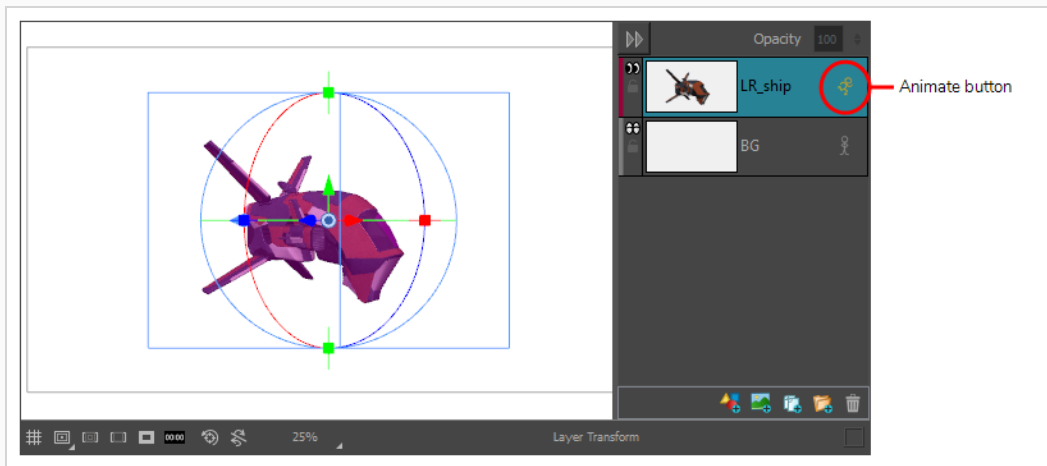 Opacity 100
LR_ship
Animate button
BG
00:00
25%
Layer Transform